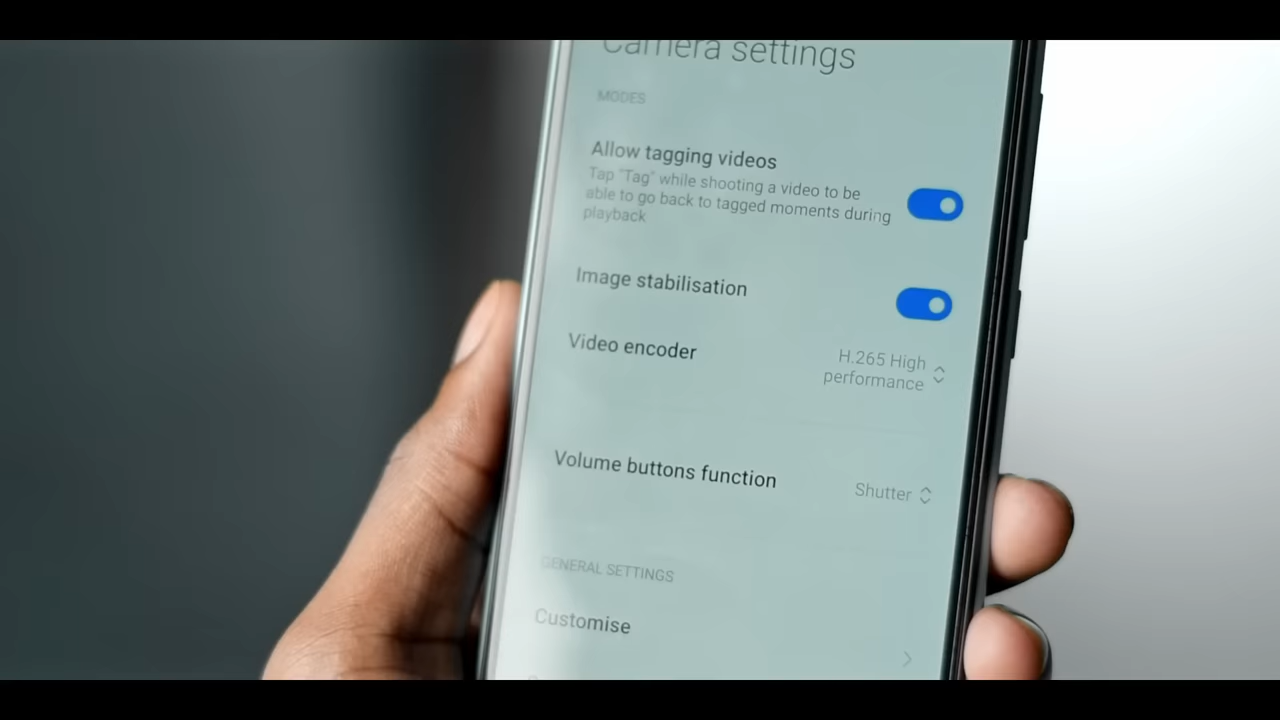 Camera settings
MODES
Allow tagging videos
Tap "Tag" while shooting a video to be
able to go back to tagged moments during
playback
Image stabilisation
Video encoder
H.265 High
performance
Volume buttons function
Shutter
GENERAL SETTINGS
Customise